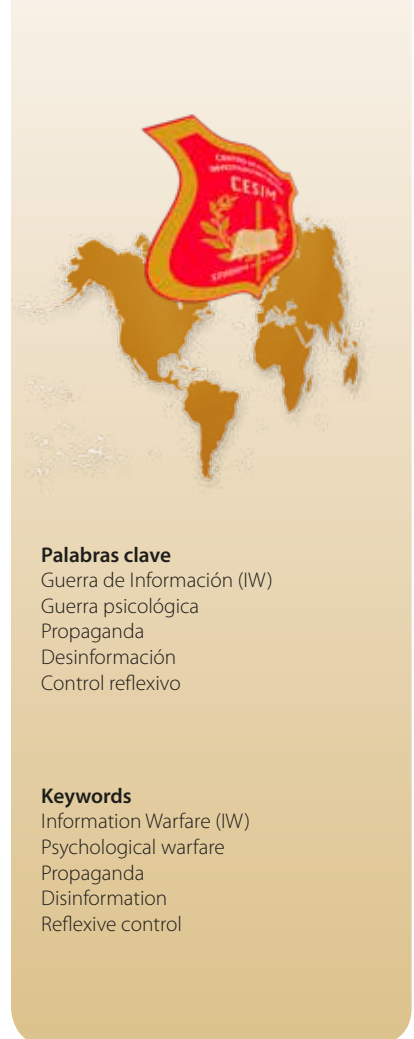 CESIM
Palabras clave
Guerra de Información (IW)
Guerra psicológica
Propaganda
Desinformación
Control reflexivo
Keywords
Information Warfare (IW)
Psychological warfare
Propaganda
Disinformation
Reflexive control